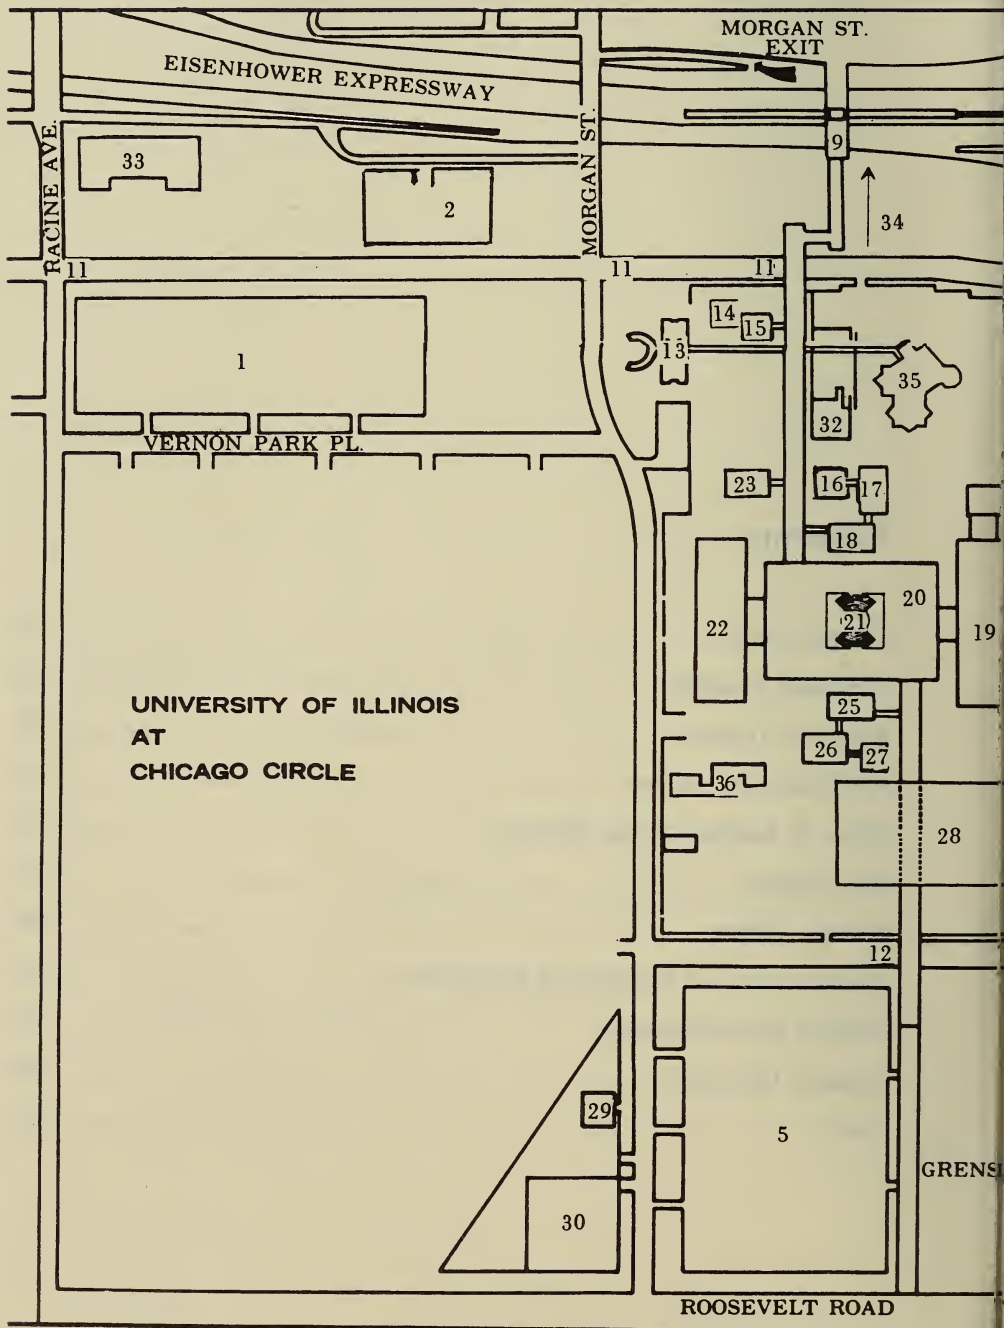 MORGAN ST.
EXIT
EISENHOWER EXPRESSWAY
RACINE AVE.
MORGAN ST.
33
2
9
34
11
11
11
14
15
13
1
35
32
VERNON PARK PL.
23
16
17
18
20
22
21
19
UNIVERSITY OF ILLINOIS
AT
CHICAGO CIRCLE
25
26
27
36
28
12
29
5
GRENS
30
ROOSEVELT ROAD